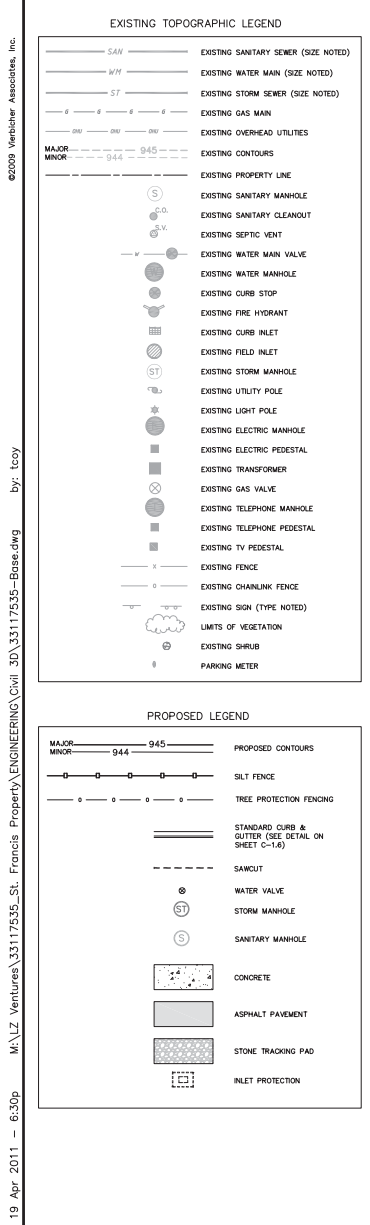 EXISTING TOPOGRAPHIC LEGEND
SAN EXISTING SANITARY SEWER (SIZE NOTED)
WM EXISTING WATER MAIN (SIZE NOTED)
ST EXISTING STORM SEWER (SIZE NOTED)
G G G G EXISTING GAS MAIN
OHU OHU OHU EXISTING OVERHEAD UTILITIES
MAJOR 945
MINOR 944 EXISTING CONTOURS
EXISTING PROPERTY LINE
S EXISTING SANITARY MANHOLE
C.O. EXISTING SANITARY CLEANOUT
S.V. EXISTING SEPTIC VENT
W EXISTING WATER MAIN VALVE
EXISTING WATER MANHOLE
EXISTING CURB STOP
EXISTING FIRE HYDRANT
EXISTING CURB INLET
EXISTING FIELD INLET
ST EXISTING STORM MANHOLE
EXISTING UTILITY POLE
EXISTING LIGHT POLE
EXISTING ELECTRIC MANHOLE
EXISTING ELECTRIC PEDESTAL
EXISTING TRANSFORMER
EXISTING GAS VALVE
EXISTING TELEPHONE MANHOLE
EXISTING TELEPHONE PEDESTAL
EXISTING TV PEDESTAL
X EXISTING FENCE
EXISTING CHAINLINK FENCE
EXISTING SIGN (TYPE NOTED)
LIMITS OF VEGETATION
EXISTING SHRUB
PARKING METER
PROPOSED LEGEND
MAJOR 945
MINOR 944 PROPOSED CONTOURS
SILT FENCE
TREE PROTECTION FENCING
STANDARD CURB &
GUTTER (SEE DETAIL ON
SHEET C-1.6)
SAWCUT
WATER VALVE
ST STORM MANHOLE
S SANITARY MANHOLE
CONCRETE
ASPHALT PAVEMENT
STONE TRACKING PAD
INLET PROTECTION
19 Apr 2011 - 6:30p M:\LZ Ventures\33117535_St. Francis Property\ENGINEERING\Civil 3D\33117535-Base.dwg by: tcoy ©2009 Vierbicher Associates, Inc.